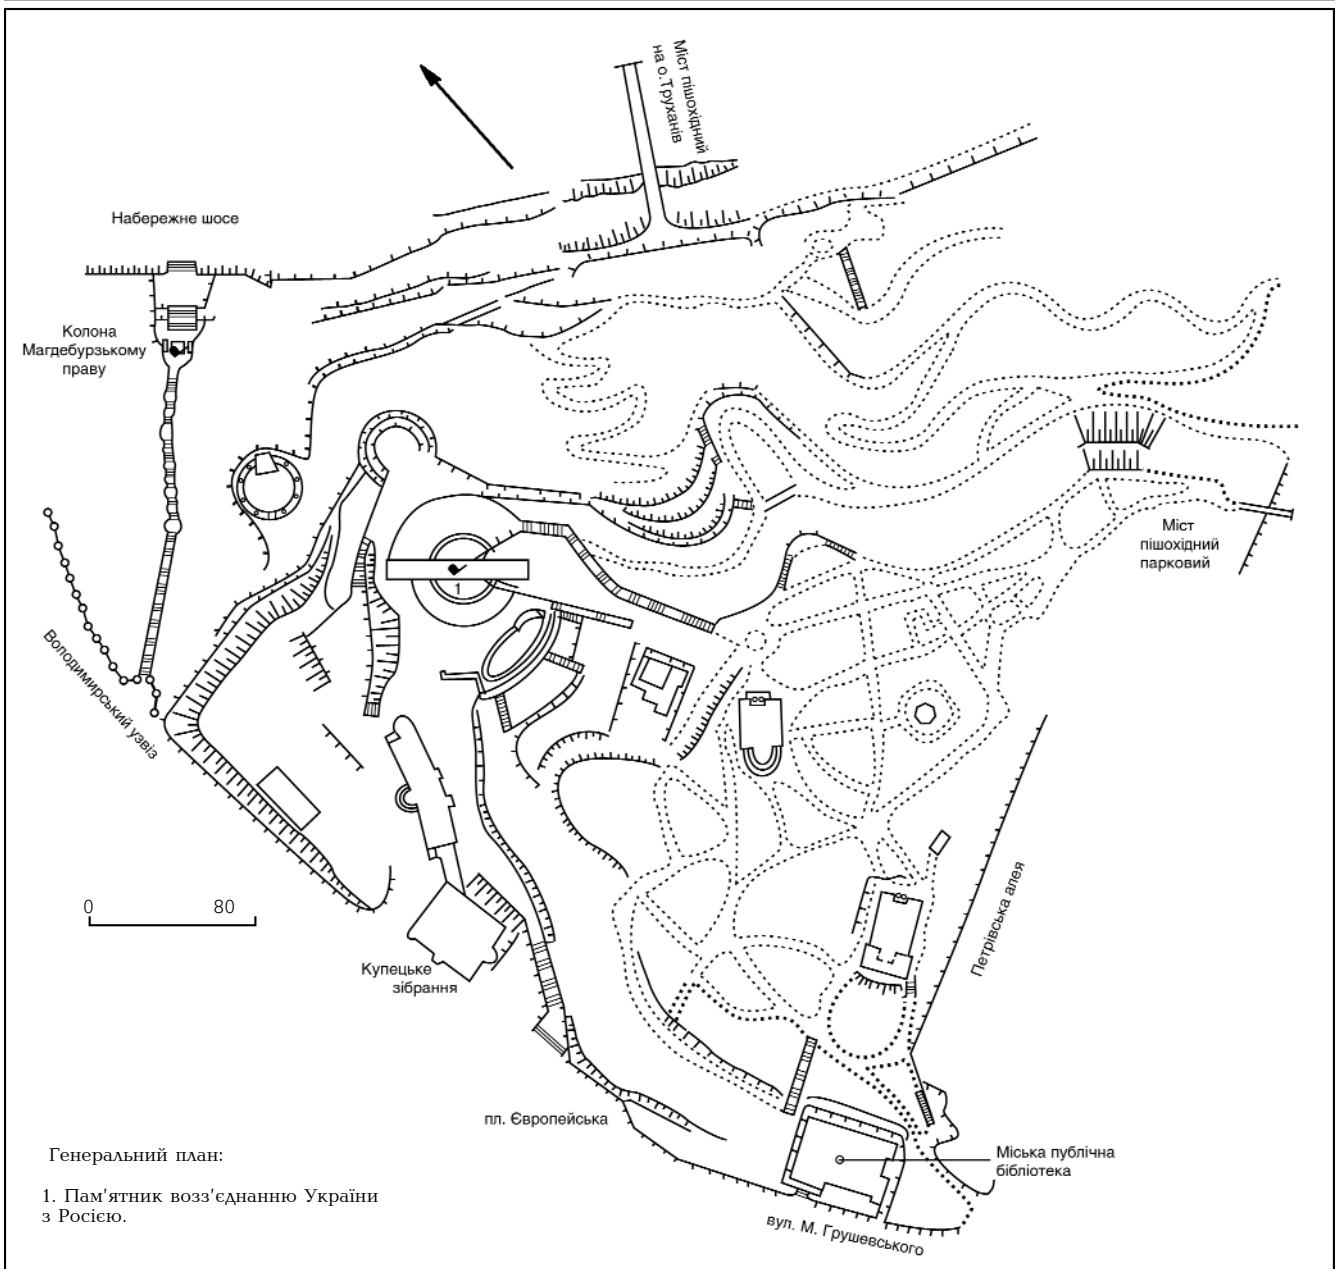 Міст пішохідний
на о.Труханів
Набережне шосе
Колона
Магдебурзькому
праву
1
Міст
пішохідний
парковий
Володимирський узвіз
0 80
Петрівська алея
Купецьке
зібрання
пл. Європейська
Міська публічна
бібліотека
Генеральний план:
1. Пам'ятник возз'єднанню України
з Росією.
вул. М. Грушевського